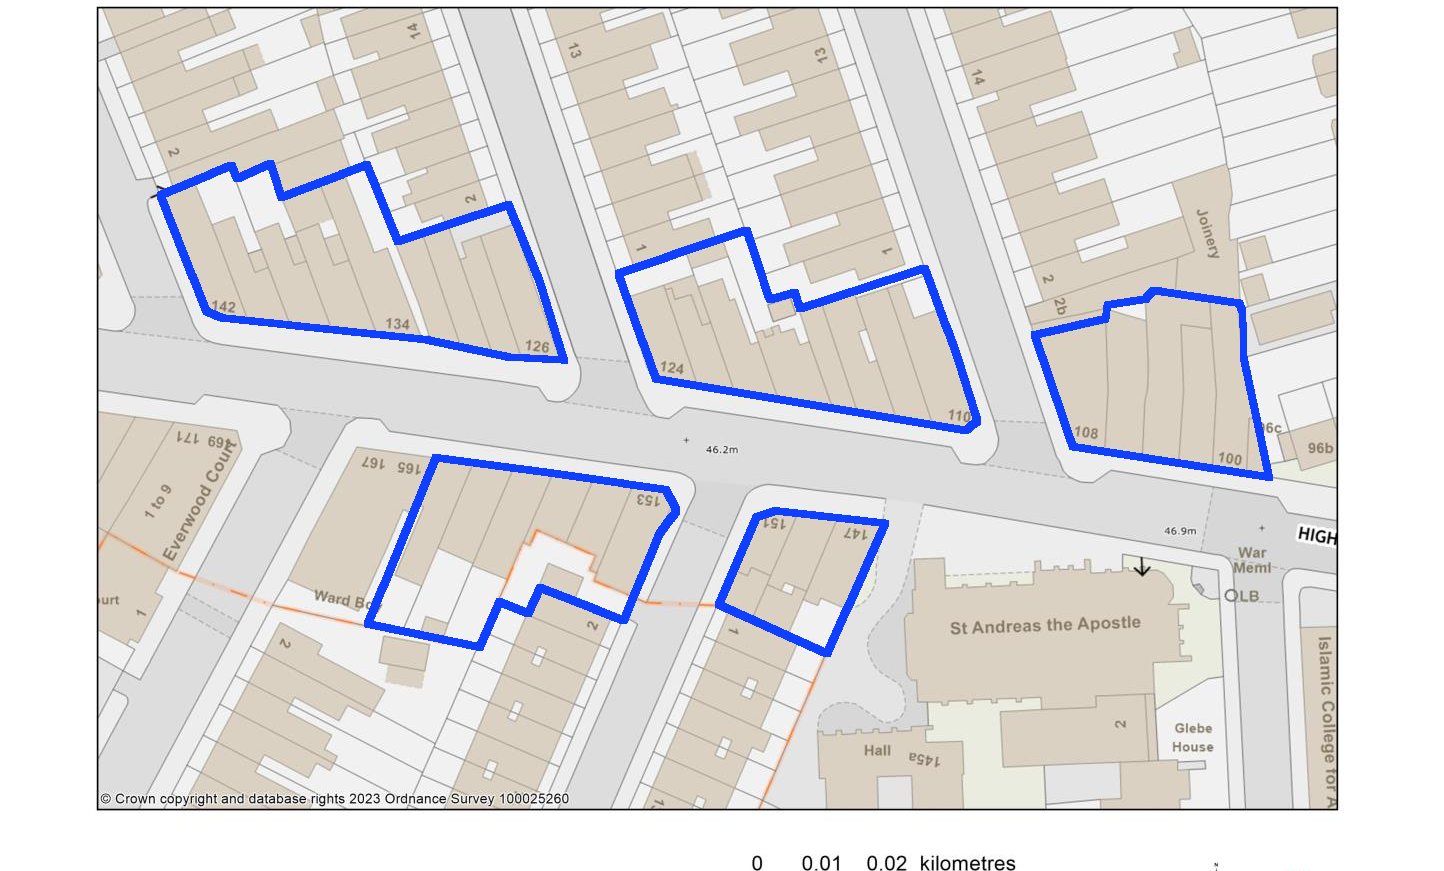 14
13
13
14
2
2
1
1
2
2b
Joinery
142
134
126
124
110
108
100
96b
171
169
167
165
153
151
147
46.2m
46.9m
HIGH
War
Meml
LB
1 to 9
Everwood Court
1
2
2
1
St Andreas the Apostle
2
Glebe
House
Hall
145a
Islamic College for A
© Crown copyright and database rights 2023 Ordnance Survey 100025260
0 0.01 0.02 kilometres
N